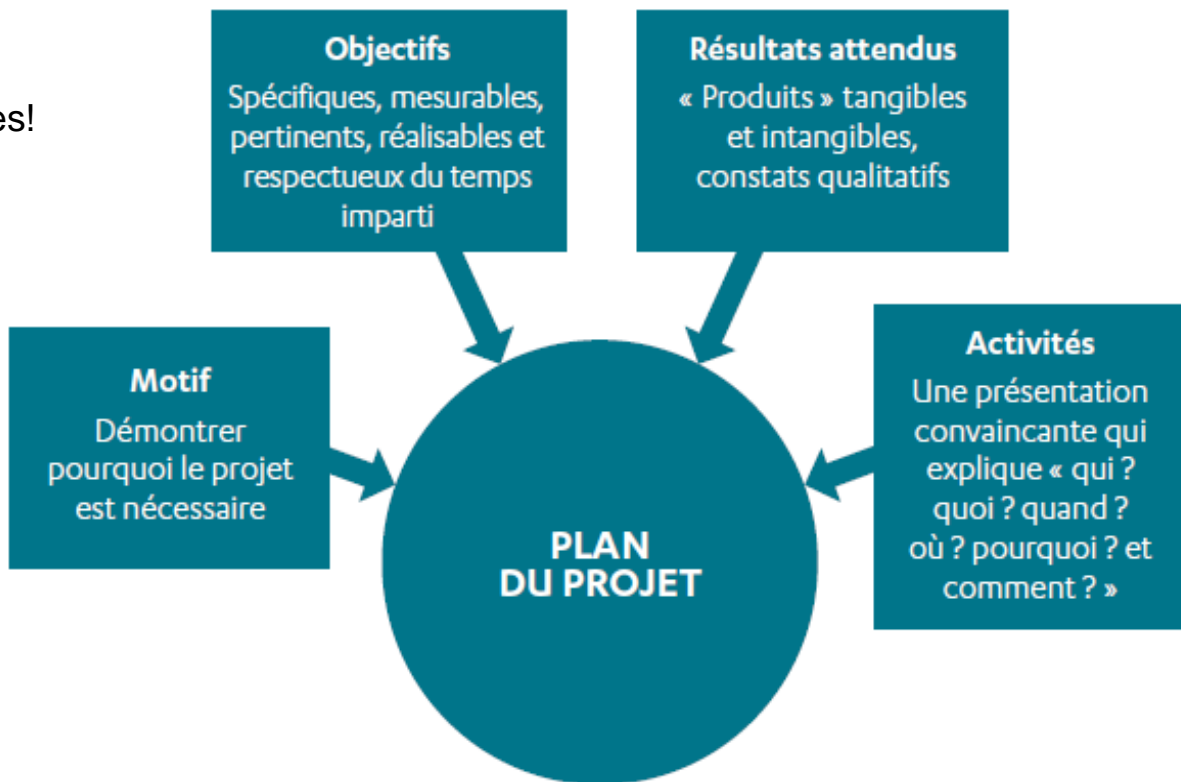 es!
Objectifs
Spécifiques, mesurables,
pertinents, réalisables et
respectueux du temps
imparti
Résultats attendus
« Produits » tangibles
et intangibles,
constats qualitatifs
Motif
Démontrer
pourquoi le projet
est nécessaire
Activités
Une présentation
convaincante qui
explique « qui ?
quoi ? quand ?
où ? pourquoi ? et
comment ? »
PLAN
DU PROJET